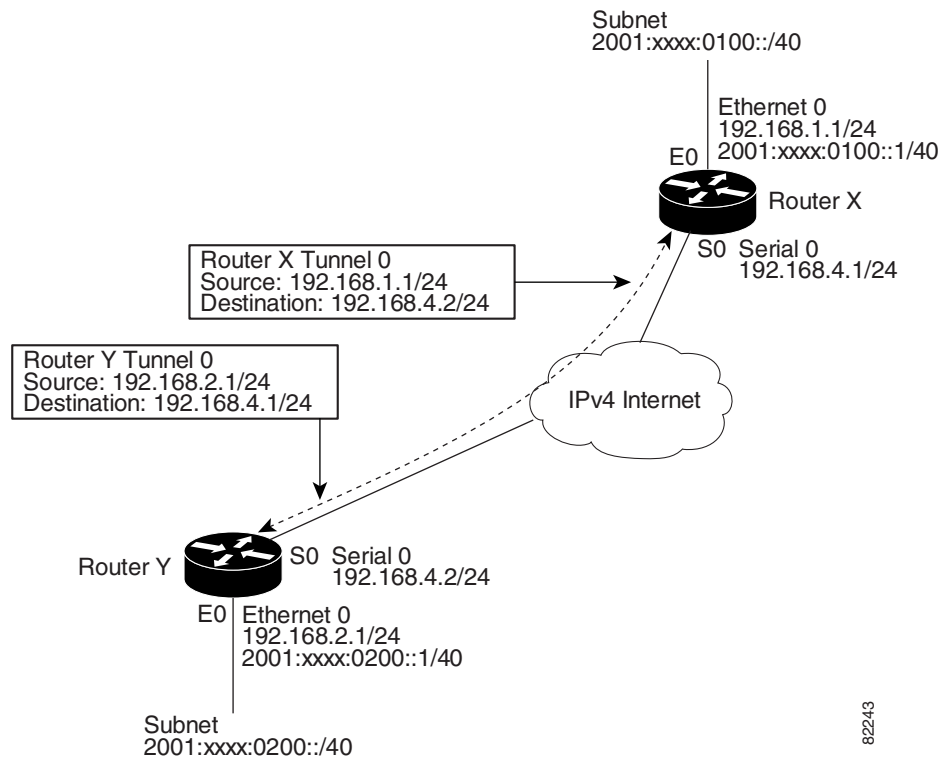 Subnet
2001:xxxx:0100::/40
Ethernet 0
192.168.1.1/24
2001:xxxx:0100::1/40
E0
Router X
S0 Serial 0
192.168.4.1/24
Router X Tunnel 0
Source: 192.168.1.1/24
Destination: 192.168.4.2/24
Router Y Tunnel 0
Source: 192.168.2.1/24
Destination: 192.168.4.1/24
IPv4 Internet
Router Y
S0 Serial 0
192.168.4.2/24
E0 Ethernet 0
192.168.2.1/24
2001:xxxx:0200::1/40
Subnet
2001:xxxx:0200::/40
82243